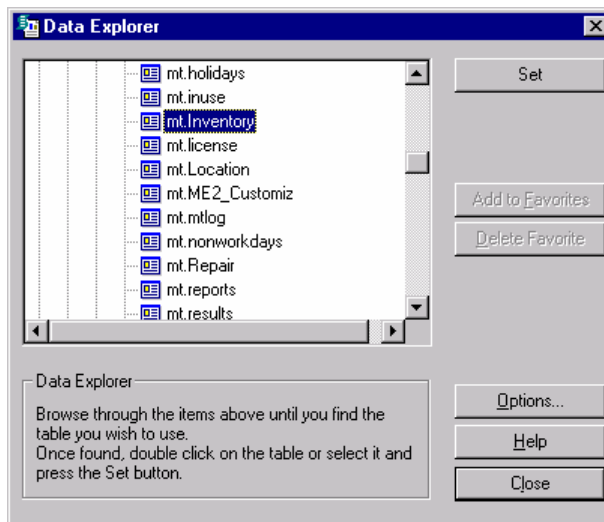 Data Explorer
mt.holidays
mt.inuse
mt.Inventory
mt.license
mt.Location
mt.ME2_Customiz
mt.mtlog
mt.nonworkdays
mt.Repair
mt.reports
mt.results
Set
Add to Favorites
Delete Favorite
Data Explorer
Browse through the items above until you find the
table you wish to use.
Once found, double click on the table or select it and
press the Set button.
Options...
Help
Close